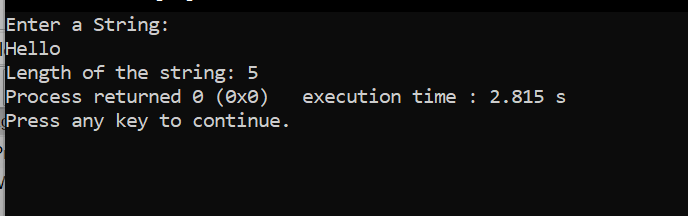 Enter a String:
Hello
Length of the string: 5
Process returned 0 (0x0)   execution time : 2.815 s
Press any key to continue.